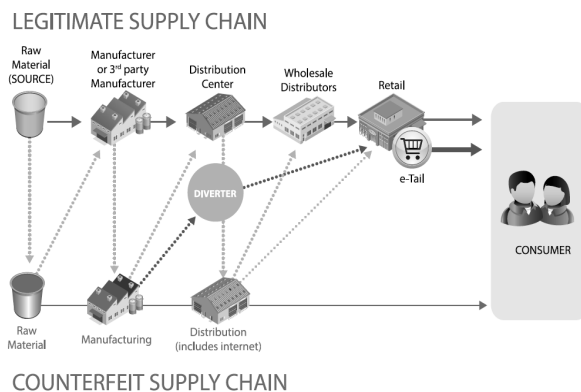 LEGITIMATE SUPPLY CHAIN
Raw
Material
(SOURCE)
Manufacturer
or 3rd party
Manufacturer
Distribution
Center
Wholesale
Distributors
Retail
DIVERTER
e-Tail
CONSUMER
Raw
Material
Manufacturing
Distribution
(includes internet)
COUNTERFEIT SUPPLY CHAIN